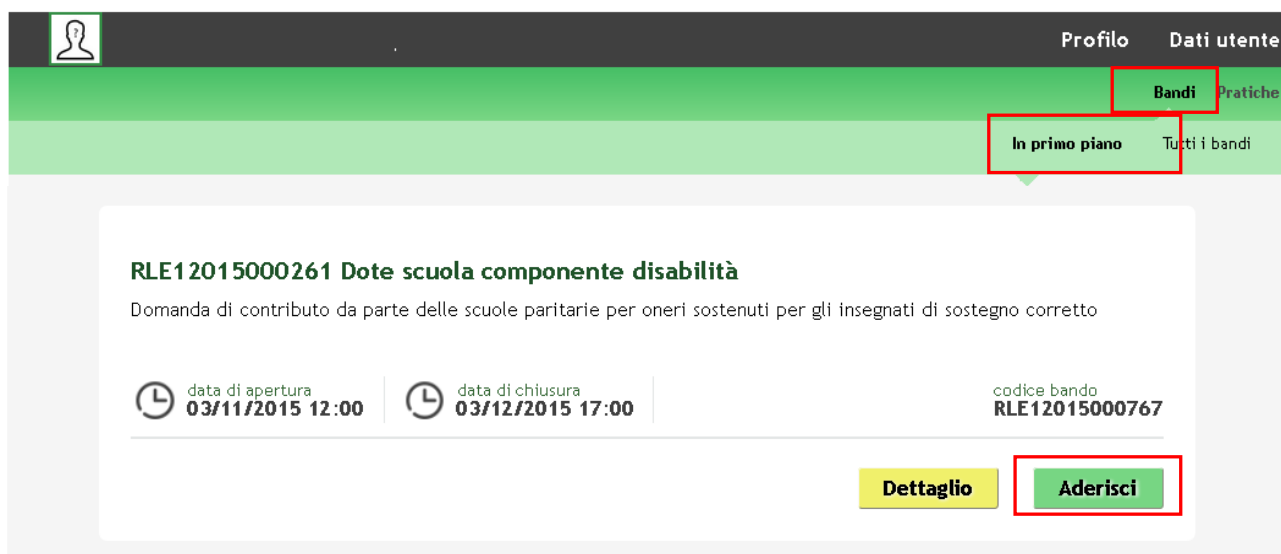 Profilo Dati utente
Bandi Pratiche
In primo piano Tutti i bandi
RLE12015000261 Dote scuola componente disabilità
Domanda di contributo da parte delle scuole paritarie per oneri sostenuti per gli insegnati di sostegno corretto
data di apertura data di chiusura codice bando
03/11/2015 12:00 03/12/2015 17:00 RLE12015000767
Dettaglio Aderisci